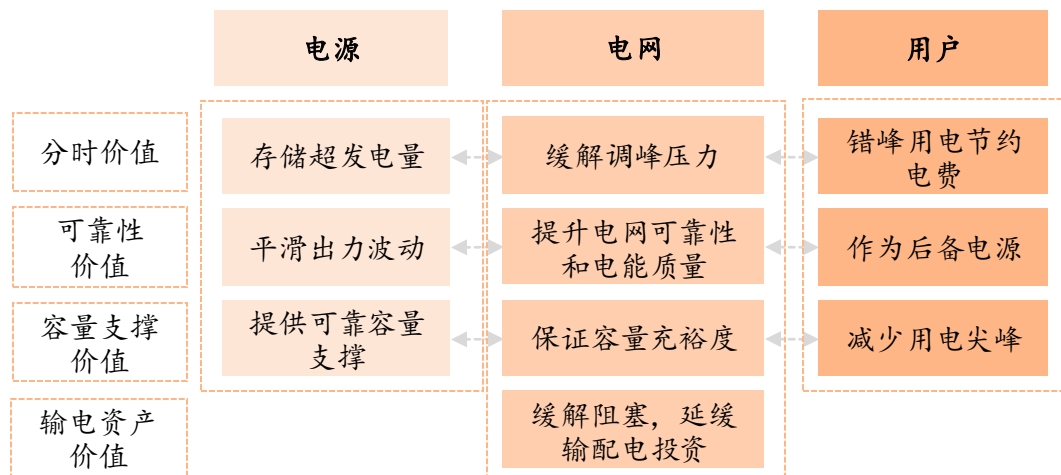 电源
电网
用户
分时价值
存储超发电量
缓解调峰压力
错峰用电节约
电费
可靠性
价值
平滑出力波动
提升电网可靠性
和电能质量
作为后备电源
容量支撑
价值
提供可靠容量
支撑
保证容量充裕度
减少用电尖峰
输电资产
价值
缓解阻塞，延缓
输配电投资